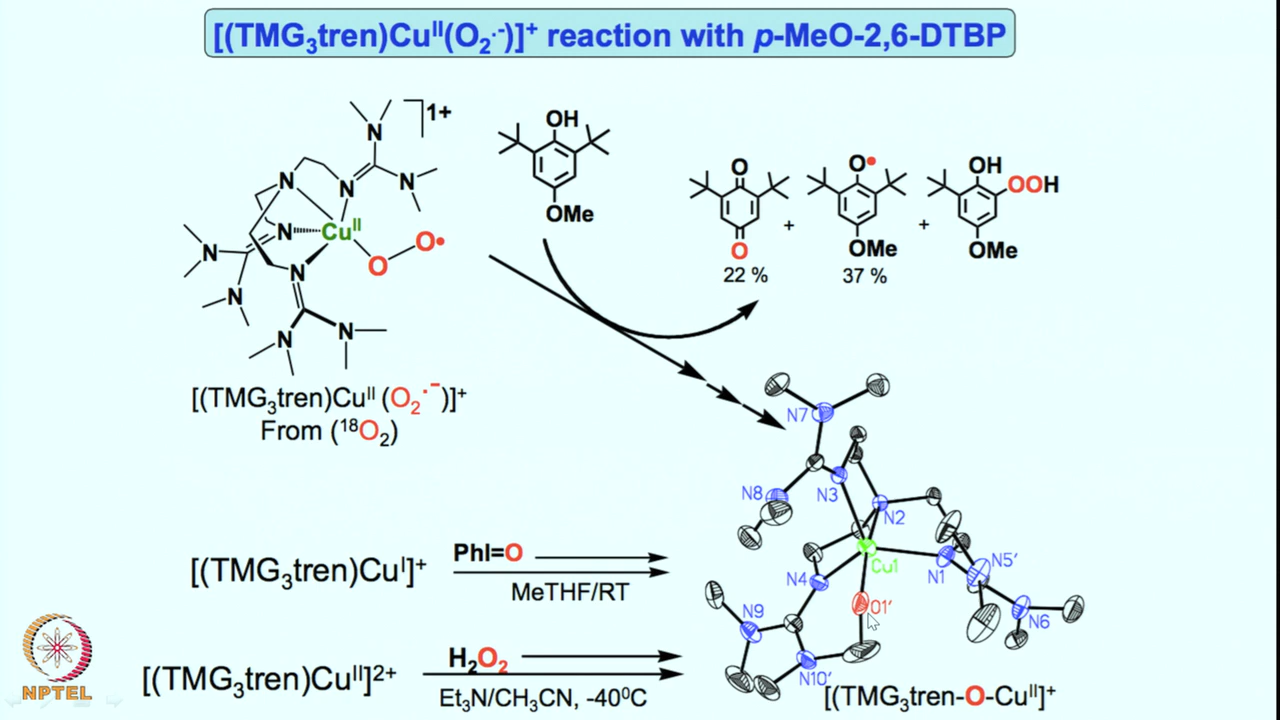 [(TMG₃tren)Cuᴵᴵ(O₂·⁻)]⁺ reaction with p-MeO-2,6-DTBP
1+
N
N
N
N
Cuᴵᴵ
O
O•
N
N
N
N
N
N
OH
OMe
O
O
22 %
+
O•
OMe
37 %
+
OH
OOH
OMe
[(TMG₃tren)Cuᴵᴵ (O₂·⁻)]⁺
From (¹⁸O₂)
[(TMG₃tren)Cuᴵ]⁺
PhI=O
MeTHF/RT
[(TMG₃tren)Cuᴵᴵ]²⁺
H₂O₂
Et₃N/CH₃CN, -40⁰C
N7
N8
N3
N2
N4
Cu1
N1
N5'
O1'
N6
N9
N10'
[(TMG₃tren-O-Cuᴵᴵ]⁺
NPTEL